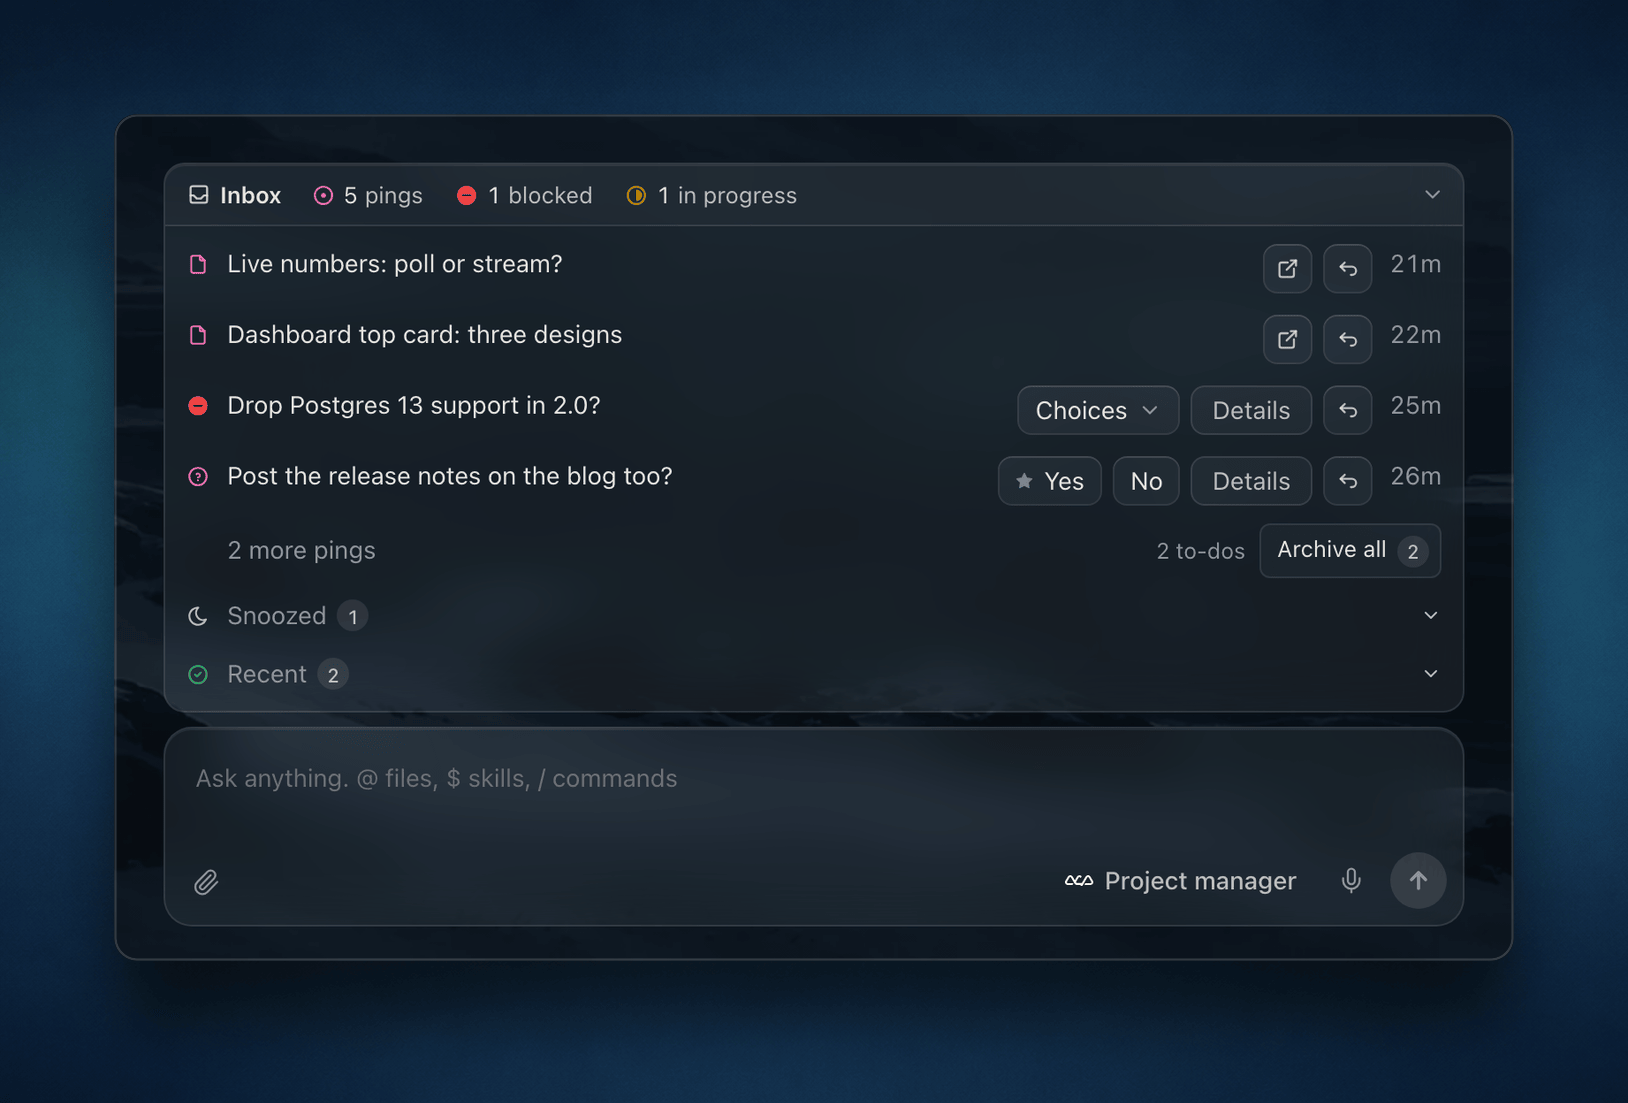 Inbox 5 pings 1 blocked 1 in progress
Live numbers: poll or stream? 21m
Dashboard top card: three designs 22m
Drop Postgres 13 support in 2.0? Choices Details 25m
Post the release notes on the blog too? Yes No Details 26m
2 more pings 2 to-dos Archive all 2
Snoozed 1
Recent 2
Ask anything. @ files, $ skills, / commands
Project manager